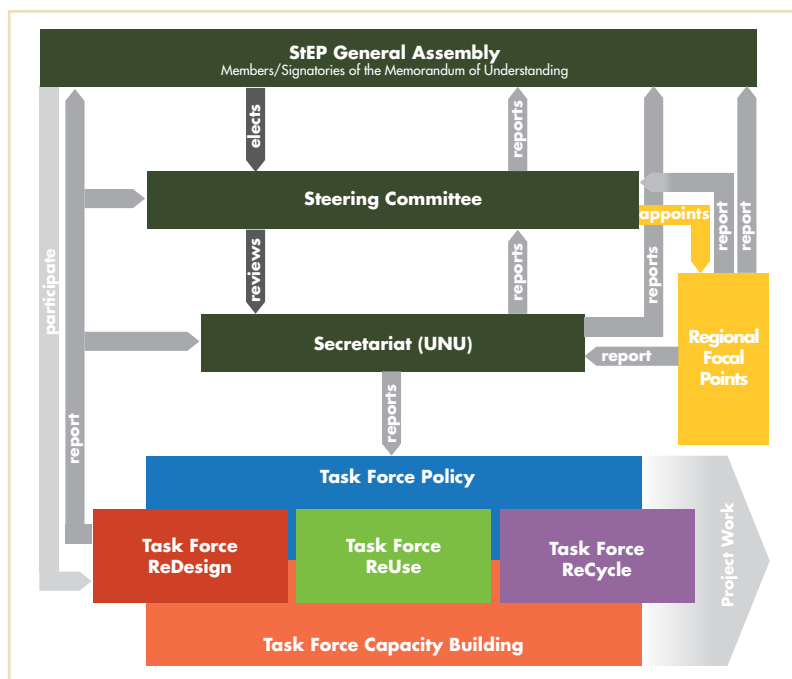 StEP General Assembly
Members/Signatories of the Memorandum of Understanding
elects
reports
Steering Committee
appoints
report
report
reviews
reports
reports
participate
Secretariat (UNU)
report
Regional
Focal
Points
report
reports
Task Force Policy
Task Force
ReDesign
Task Force
ReUse
Task Force
ReCycle
Project Work
Task Force Capacity Building